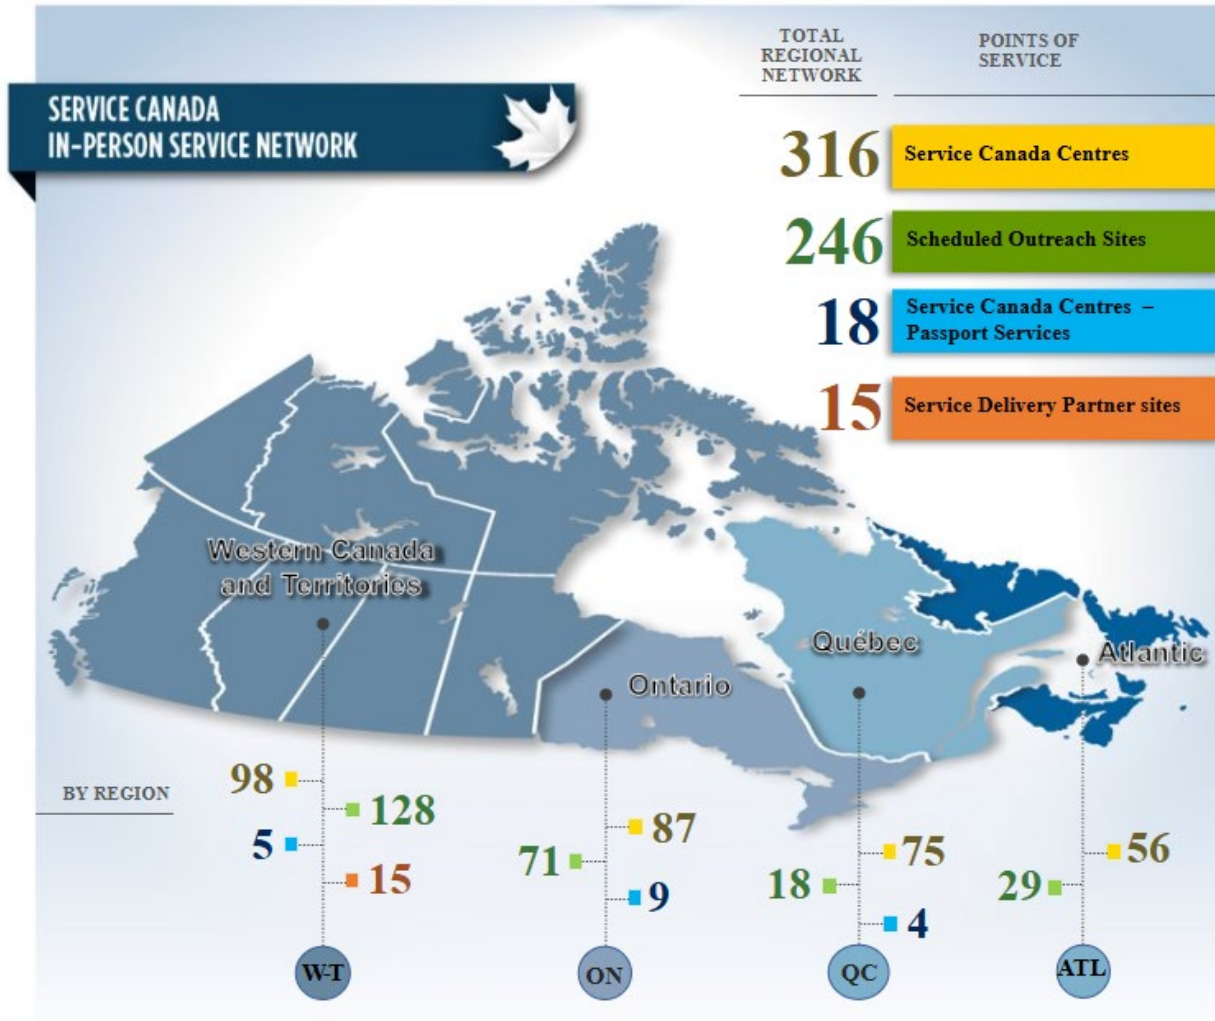 TOTAL
REGIONAL
NETWORK
POINTS OF
SERVICE
SERVICE CANADA
IN-PERSON SERVICE NETWORK
316
Service Canada Centres
246
Scheduled Outreach Sites
18
Service Canada Centres –
Passport Services
15
Service Delivery Partner sites
Western Canada
and Territories
Ontario
Québec
Atlantic
BY REGION
98
128
5
15
87
71
9
75
18
4
56
29
W-T
ON
QC
ATL